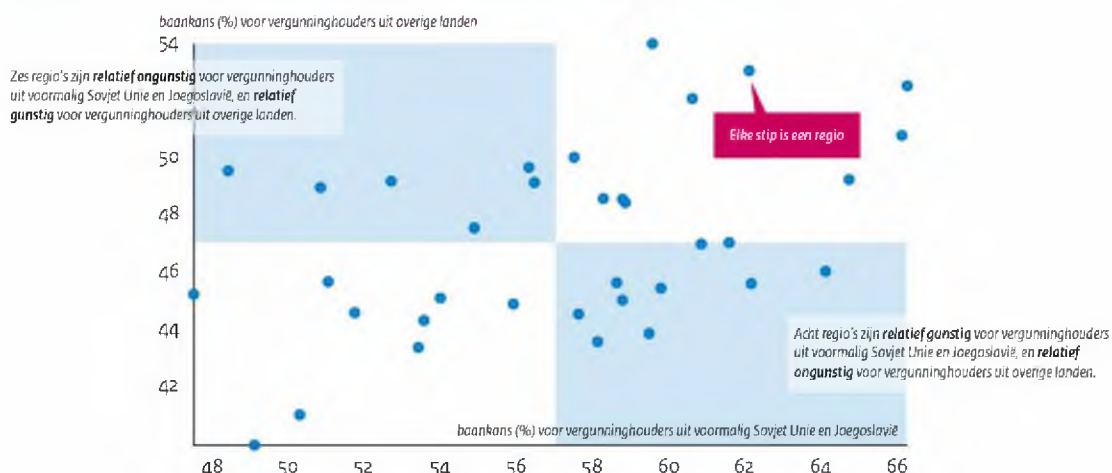 baankans (%) voor vergunninghouders uit overige landen
54
Zes regio's zijn relatief ongunstig voor vergunninghouders
uit voormalig Sovjet Unie en Joegoslavië, en relatief
gunstig voor vergunninghouders uit overige landen.
Elke stip is een regio
50
48
46
44
42
Acht regio's zijn relatief gunstig voor vergunninghouders
uit voormalig Sovjet Unie en Joegoslavië, en relatief
ongunstig voor vergunninghouders uit overige landen.
baankans (%) voor vergunninghouders uit voormalig Sovjet Unie en Joegoslavië
48 50 52 54 56 58 60 62 64 66